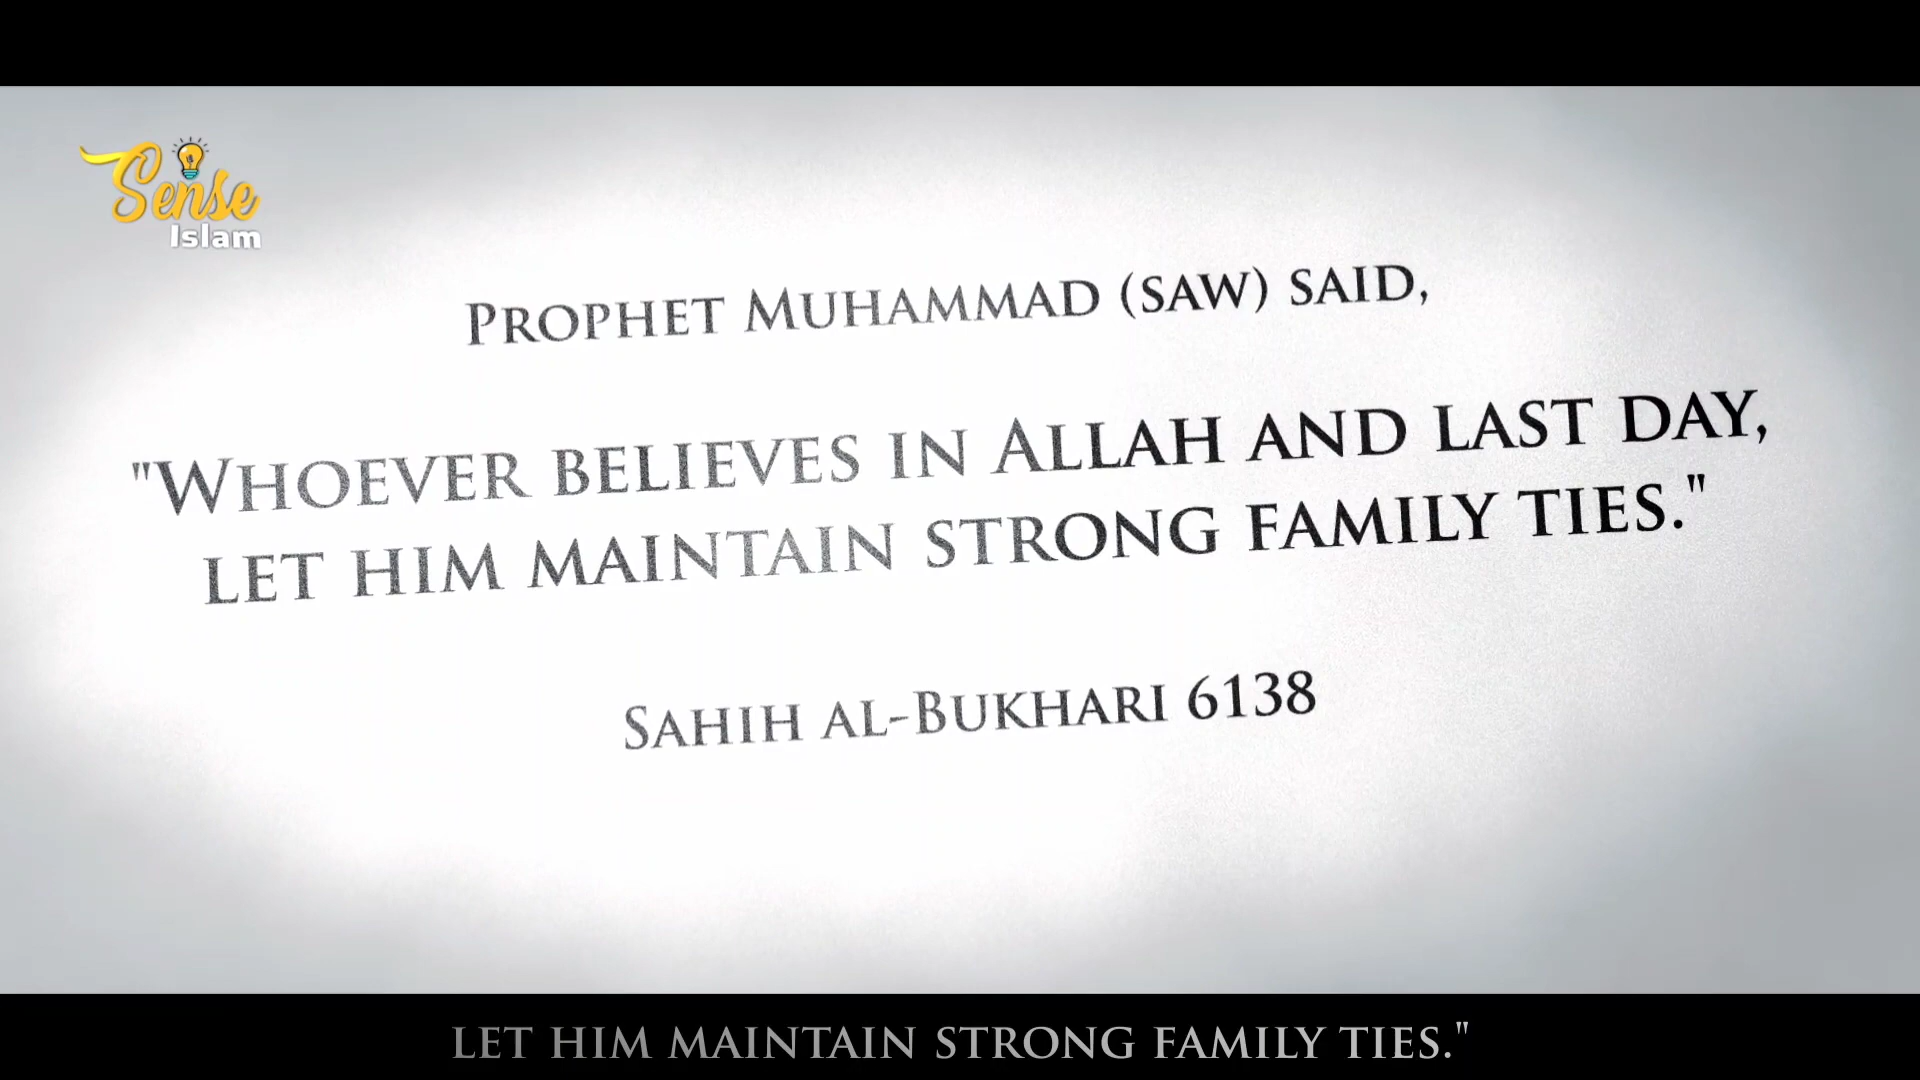 Sense
Islam
Prophet Muhammad (saw) said,
"Whoever believes in Allah and last day,
let him maintain strong family ties."
Sahih al-Bukhari 6138
let him maintain strong family ties."